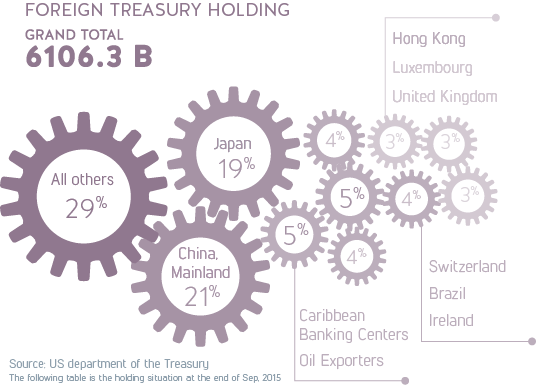 FOREIGN TREASURY HOLDING
GRAND TOTAL
6106.3 B
Hong Kong
Luxembourg
United Kingdom
Japan
19%
4%
3%
3%
All others
29%
5%
4%
3%
5%
4%
China,
Mainland
21%
Switzerland
Brazil
Ireland
Caribbean
Banking Centers
Oil Exporters
Source: US department of the Treasury
The following table is the holding situation at the end of Sep, 2015